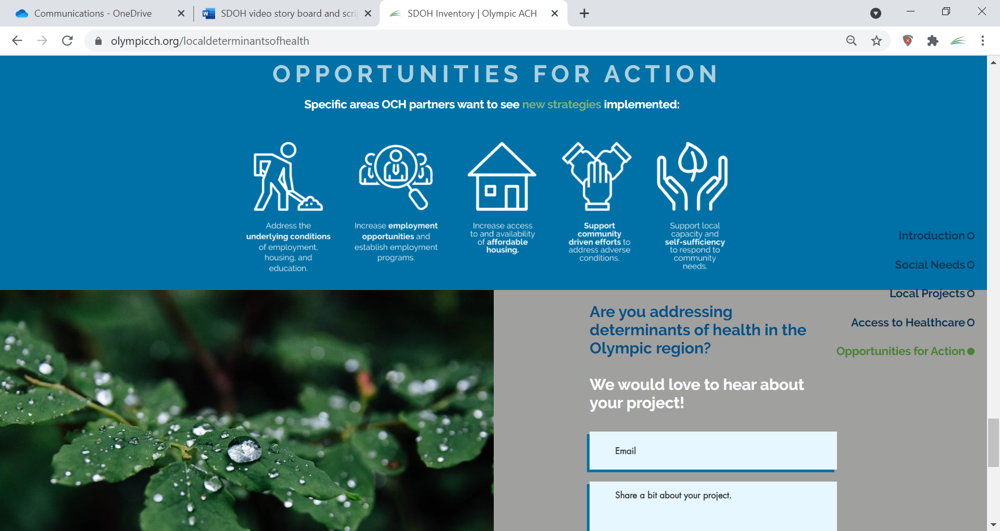 Communications - OneDrive
SDOH video story board and scri
SDOH Inventory | Olympic ACH
olympicch.org/localdeterminantsofhealth
OPPORTUNITIES FOR ACTION
Specific areas OCH partners want to see new strategies implemented:
Address the
underlying conditions
of employment,
housing, and
education.
Increase employment
opportunities and
establish employment
programs.
Increase access
to and availability
of affordable
housing.
Support
community
driven efforts to
address adverse
conditions.
Support local
capacity and
self-sufficiency
to respond to
community
needs.
Introduction
Social Needs
Local Projects
Access to Healthcare
Opportunities for Action
Are you addressing
determinants of health in the
Olympic region?
We would love to hear about
your project!
Email
Share a bit about your project.